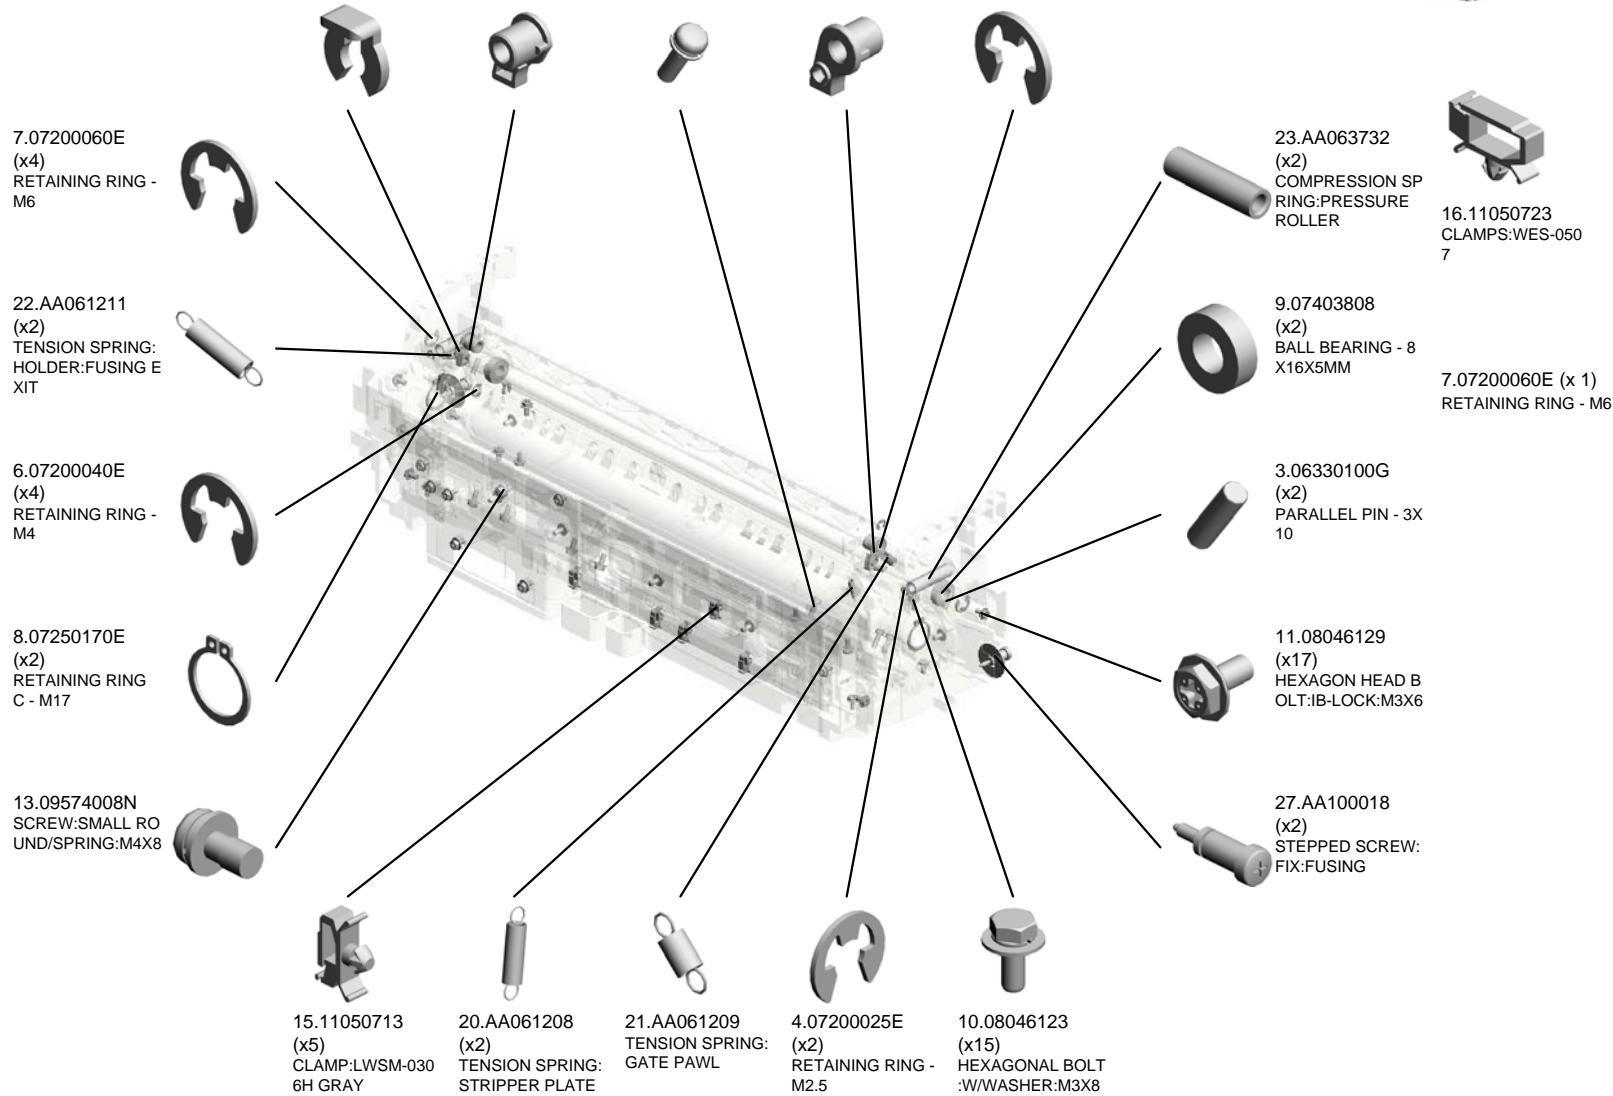 7.07200060E
(x4)
RETAINING RING -
M6
22.AA061211
(x2)
TENSION SPRING:
HOLDER:FUSING E
XIT
6.07200040E
(x4)
RETAINING RING -
M4
8.07250170E
(x2)
RETAINING RING
C - M17
13.09574008N
SCREW:SMALL RO
UND/SPRING:M4X8
15.11050713
(x5)
CLAMP:LWSM-030
6H GRAY
20.AA061208
(x2)
TENSION SPRING:
STRIPPER PLATE
21.AA061209
TENSION SPRING:
GATE PAWL
4.07200025E
(x2)
RETAINING RING -
M2.5
10.08046123
(x15)
HEXAGONAL BOLT
:W/WASHER:M3X8
23.AA063732
(x2)
COMPRESSION SP
RING:PRESSURE
ROLLER
9.07403808
(x2)
BALL BEARING - 8
X16X5MM
3.06330100G
(x2)
PARALLEL PIN - 3X
10
11.08046129
(x17)
HEXAGON HEAD B
OLT:IB-LOCK:M3X6
27.AA100018
(x2)
STEPPED SCREW:
FIX:FUSING
16.11050723
CLAMPS:WES-050
7
7.07200060E (x 1)
RETAINING RING - M6